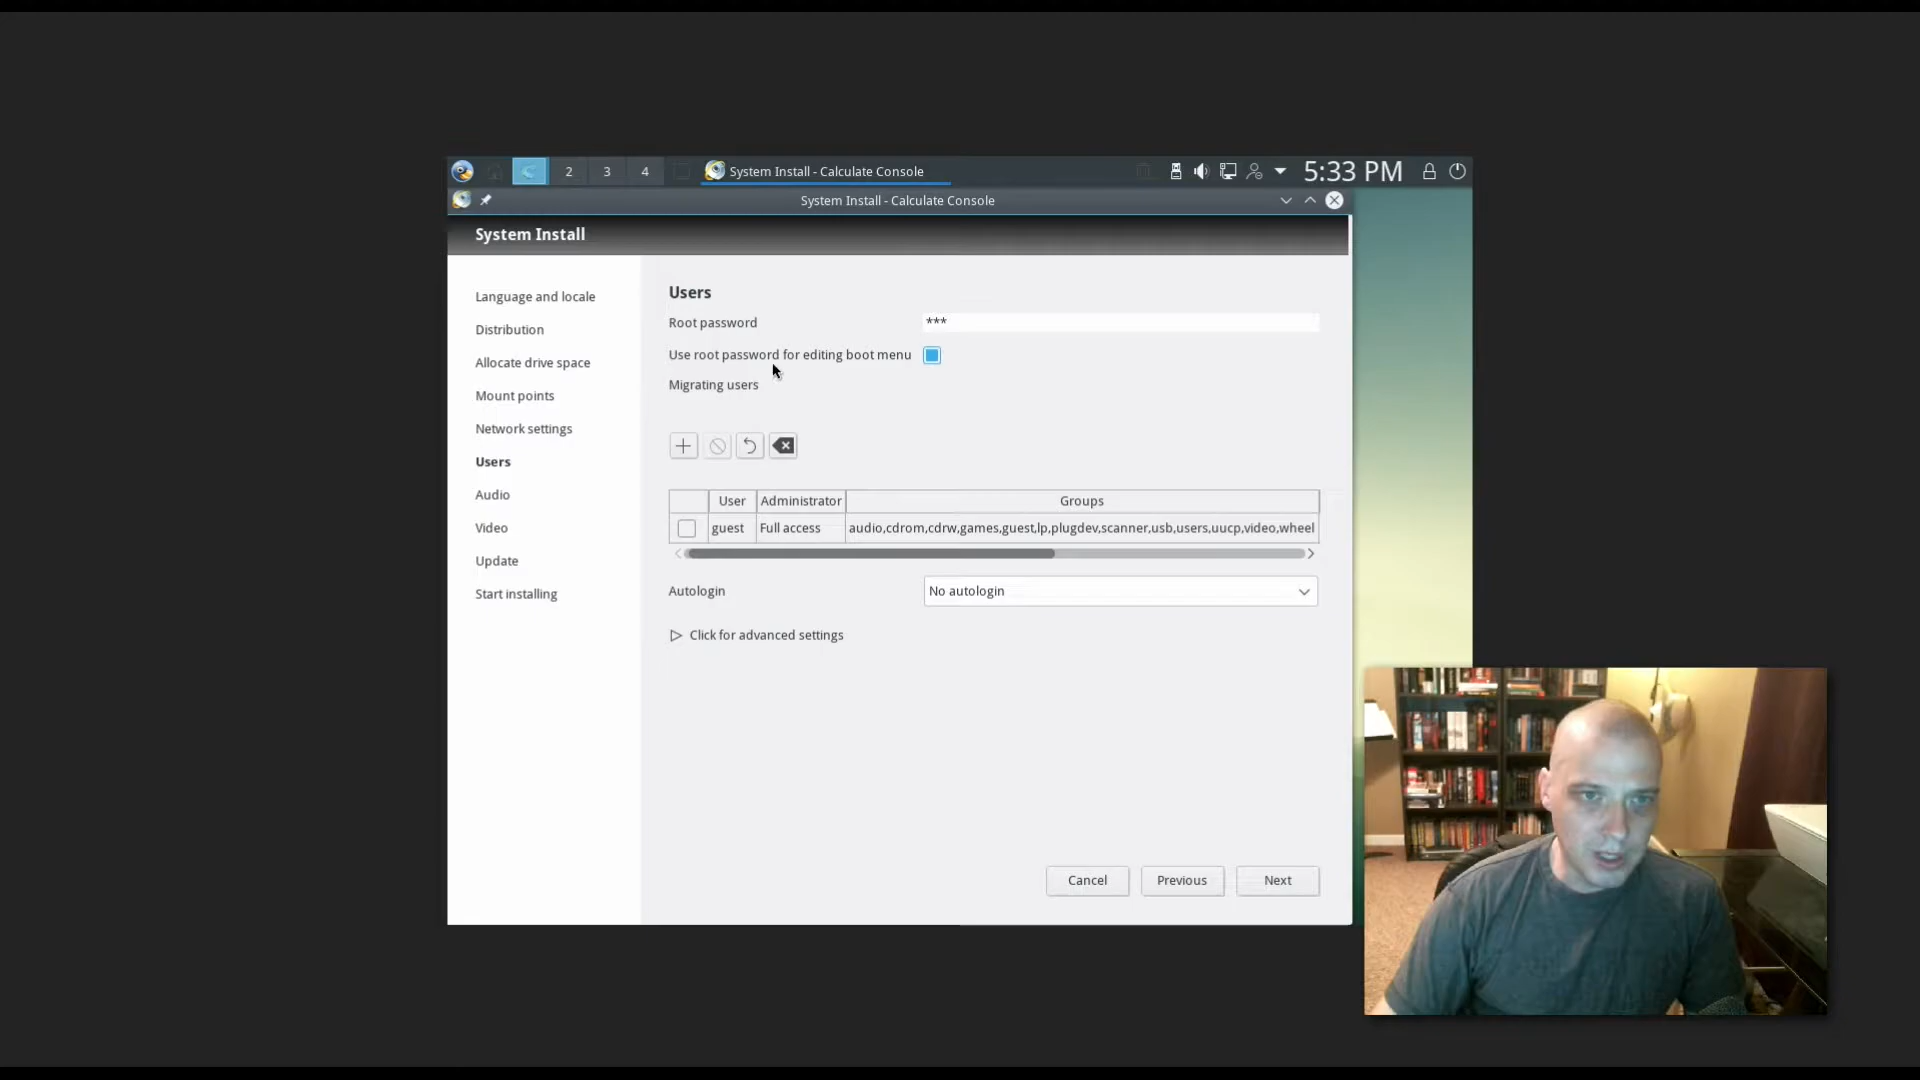 2 3 4 System Install - Calculate Console 5:33 PM
System Install - Calculate Console
System Install
Language and locale
Distribution
Allocate drive space
Mount points
Network settings
Users
Audio
Video
Update
Start installing
Users
Root password ***
Use root password for editing boot menu
Migrating users
User Administrator Groups
guest Full access audio,cdrom,cdrw,games,guest,lp,plugdev,scanner,usb,users,uucp,video,wheel
Autologin No autologin
Click for advanced settings
Cancel Previous Next